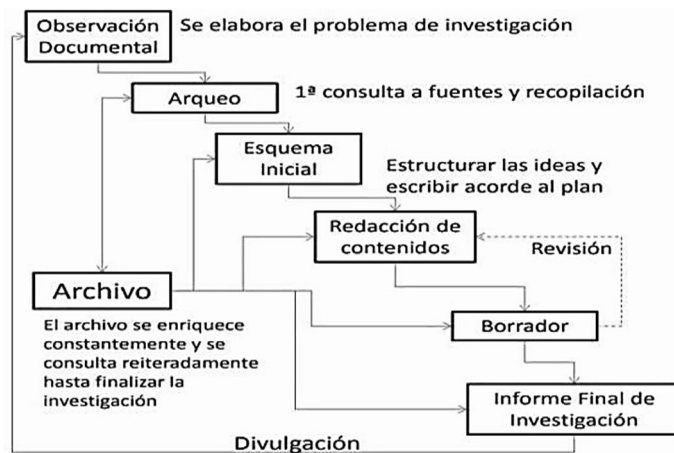 Observación
Documental
Se elabora el problema de investigación
Arqueo
1ª consulta a fuentes y recopilación
Esquema
Inicial
Estructurar las ideas y
escribir acorde al plan
Redacción de
contenidos
Revisión
Archivo
El archivo se enriquece
constantemente y se
consulta reiteradamente
hasta finalizar la
investigación
Borrador
Informe Final de
Investigación
Divulgación